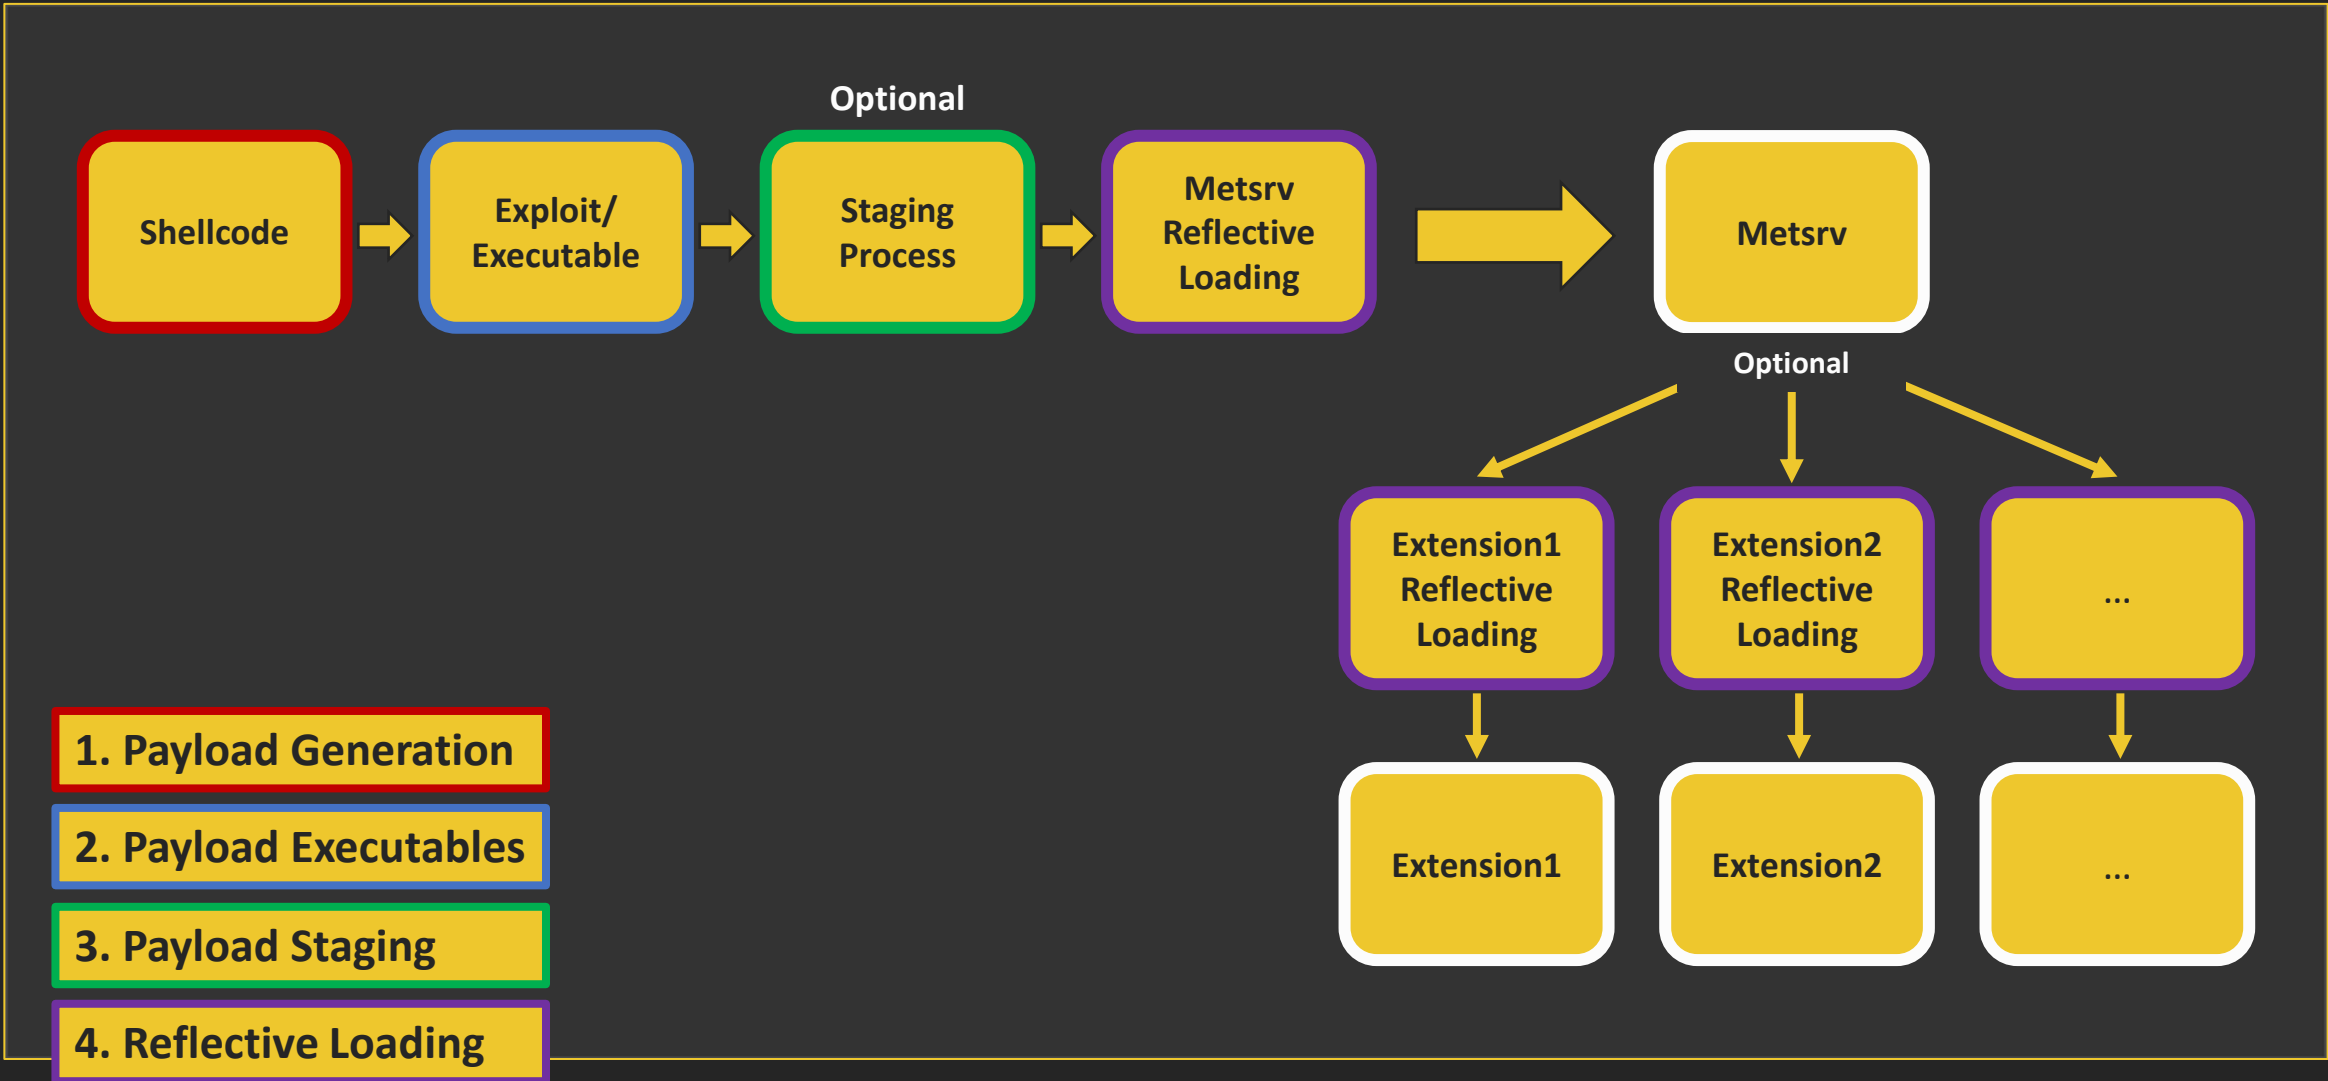 Optional
Shellcode
Exploit/
Executable
Staging
Process
Metsrv
Reflective
Loading
Metsrv
Optional
Extension1
Reflective
Loading
Extension2
Reflective
Loading
...
Extension1
Extension2
...
1. Payload Generation
2. Payload Executables
3. Payload Staging
4. Reflective Loading